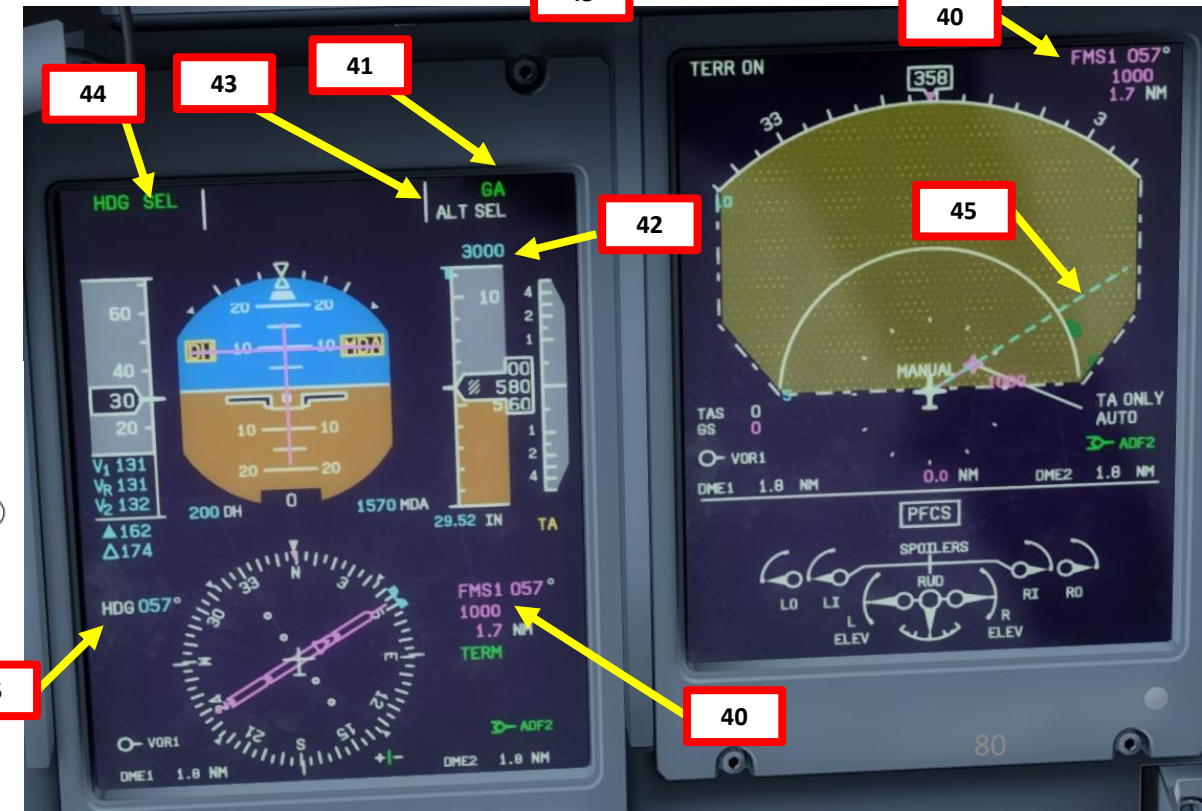 40
41
43
44
42
45
40
TERR ON
358
FMS1 057°
1000
1.7 NM
33
3
10
5
MANUAL
1000
TAS 0
GS 0
TA ONLY
AUTO
VOR1
ADF2
DME1 1.8 NM
0.0 NM
DME2 1.8 NM
PFCS
SPOILERS
LO LI RUD RI RO
L ELEV
R ELEV
HDG SEL
GA
ALT SEL
3000
60
40
30
20
20 20
DH 10 10 MDA
10 10
20 20
0
10
00
580
5 60
4
2
1
1
2
4
V1 131
VR 131
V2 132
162
174
200 DH
1570 MDA
29.52 IN
TA
HDG 057°
N
33
3
30
E
W
12
24
15
21
S
FMS1 057°
1000
1.7 NM
TERM
VOR1
ADF2
DME1 1.8 NM
DME2 1.8 NM
80